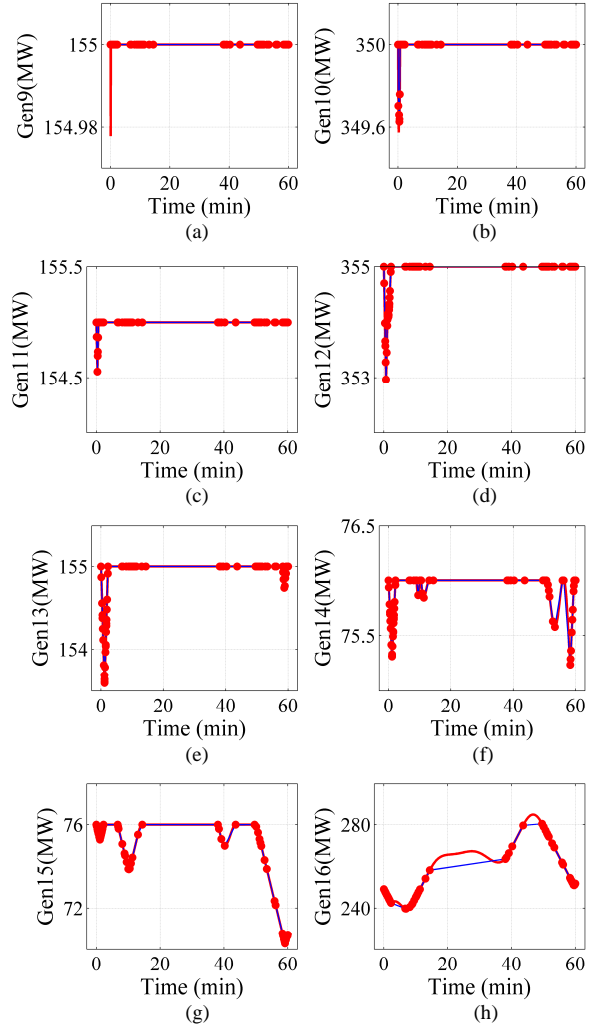 Gen9(MW)
155
154.98
0 20 40 60
Time (min)
(a)
Gen10(MW)
350
349.6
0 20 40 60
Time (min)
(b)
Gen11(MW)
155.5
154.5
0 20 40 60
Time (min)
(c)
Gen12(MW)
355
353
0 20 40 60
Time (min)
(d)
Gen13(MW)
155
154
0 20 40 60
Time (min)
(e)
Gen14(MW)
76.5
75.5
0 20 40 60
Time (min)
(f)
Gen15(MW)
76
72
0 20 40 60
Time (min)
(g)
Gen16(MW)
280
240
0 20 40 60
Time (min)
(h)